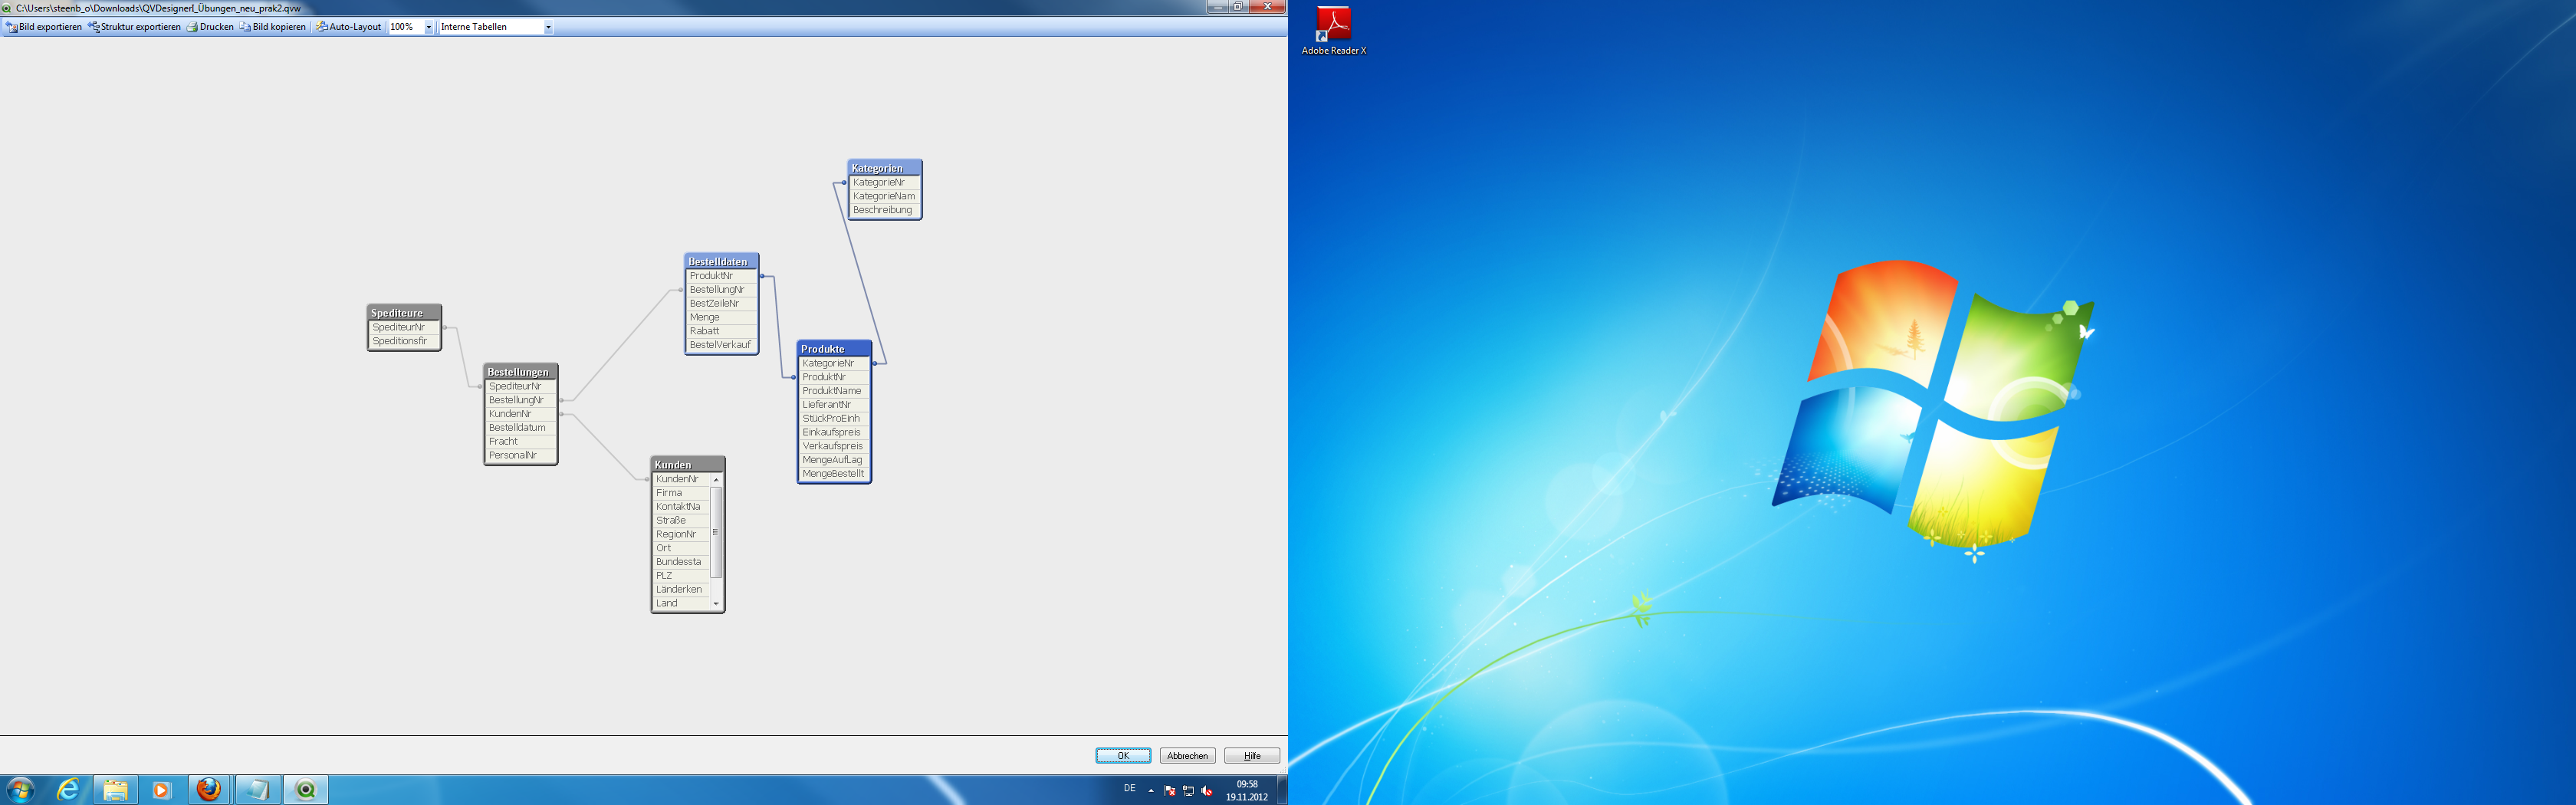 C:\Users\steenb_o\Downloads\QVDesignerI_Übungen_neu_prak2.qvw
Bild exportieren Struktur exportieren Drucken Bild kopieren Auto-Layout 100% Interne Tabellen
Adobe Reader X
Kategorien
KategorieNr
KategorieNam
Beschreibung
Bestelldaten
ProduktNr
BestellungNr
BestZeileNr
Menge
Rabatt
BestelVerkauf
Spediteure
SpediteurNr
Speditionsfir
Produkte
KategorieNr
ProduktNr
ProduktName
LieferantNr
StückProEinh
Einkaufspreis
Verkaufspreis
MengeAufLag
MengeBestellt
Bestellungen
SpediteurNr
BestellungNr
KundenNr
Bestelldatum
Fracht
PersonalNr
Kunden
KundenNr
Firma
KontaktNa
Straße
RegionNr
Ort
Bundessta
PLZ
Länderken
Land
OK Abbrechen Hilfe
DE
09:58
19.11.2012